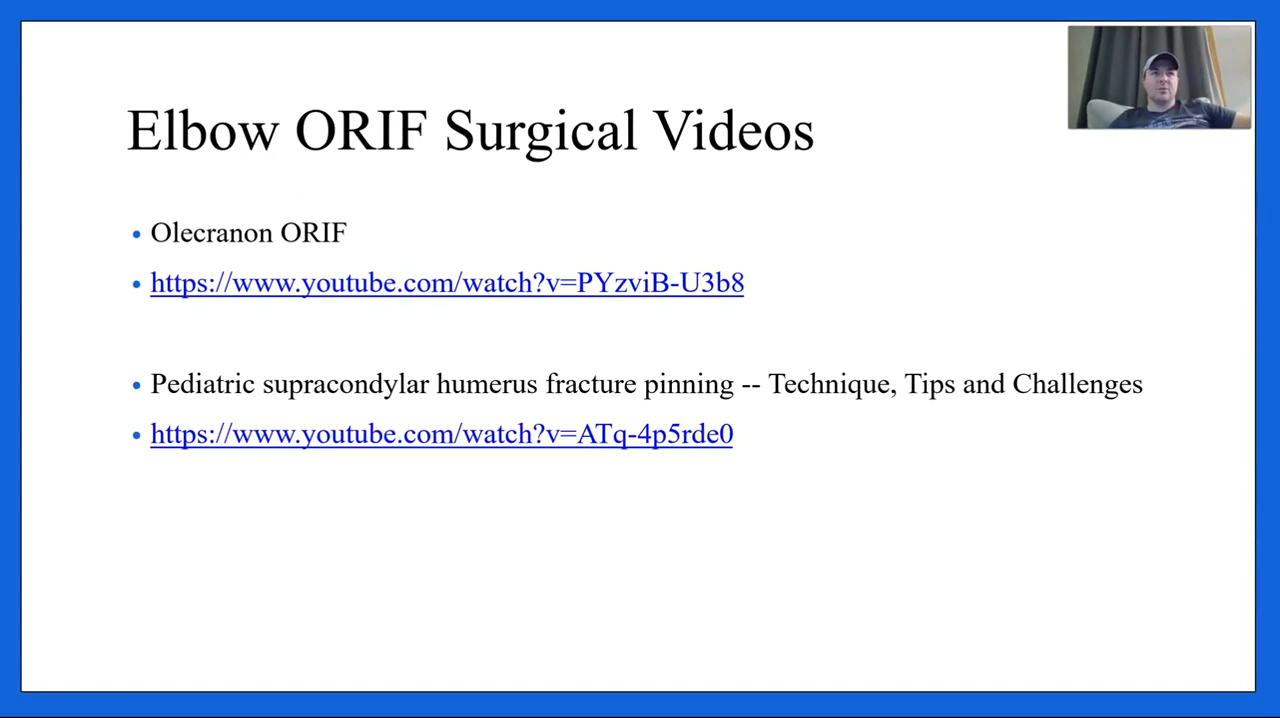 Elbow ORIF Surgical Videos
• Olecranon ORIF
• https://www.youtube.com/watch?v=PYzviB-U3b8
• Pediatric supracondylar humerus fracture pinning -- Technique, Tips and Challenges
• https://www.youtube.com/watch?v=ATq-4p5rde0